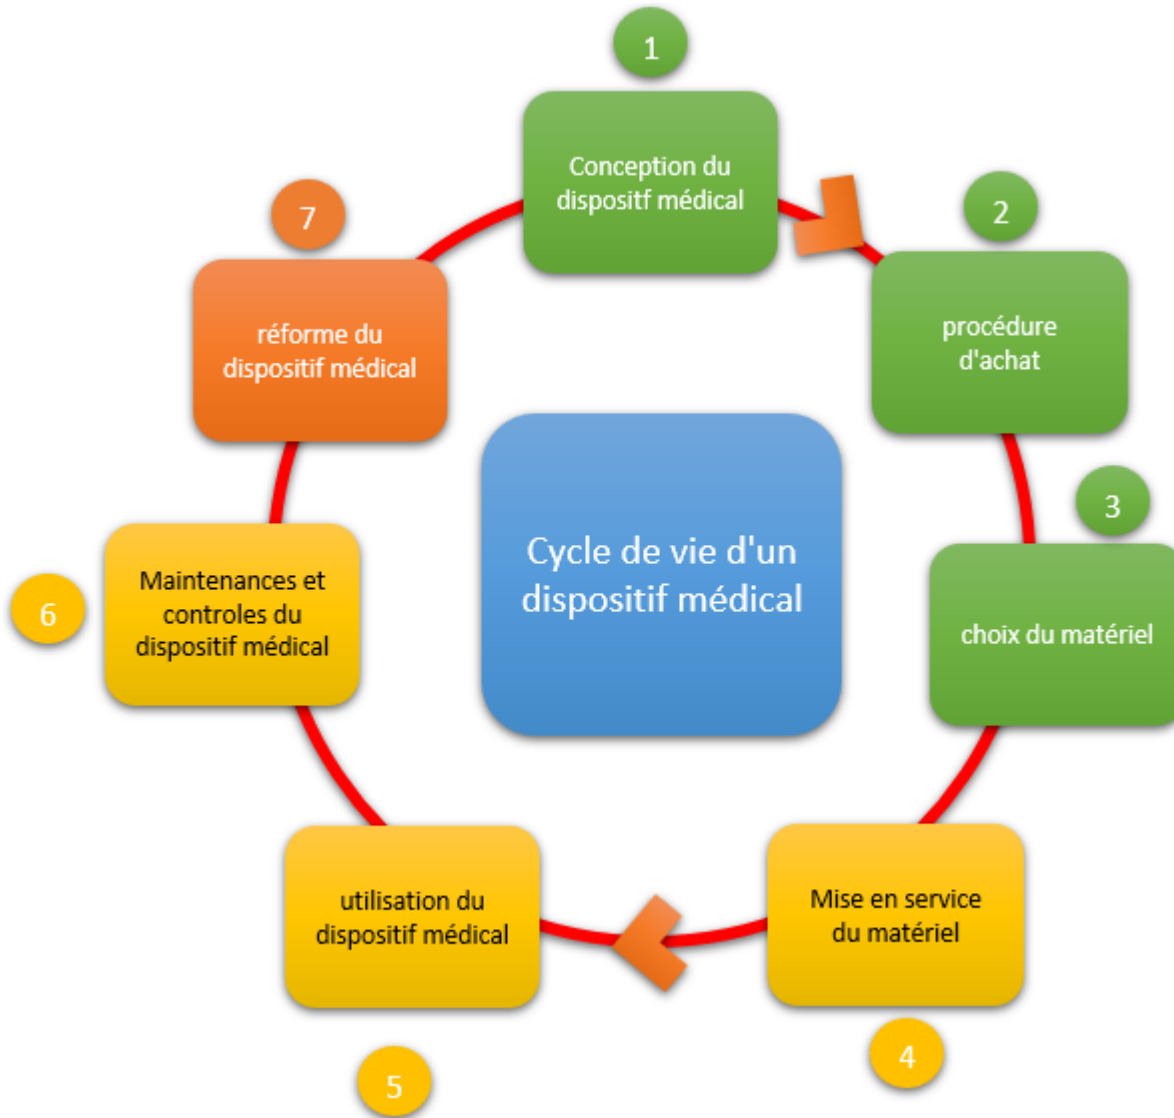 1
Conception du
dispositf médical
2
procédure
d'achat
3
choix du matériel
4
Mise en service
du matériel
5
utilisation du
dispositif médical
6
Maintenances et
controles du
dispositif médical
7
réforme du
dispositif médical
Cycle de vie d'un
dispositif médical